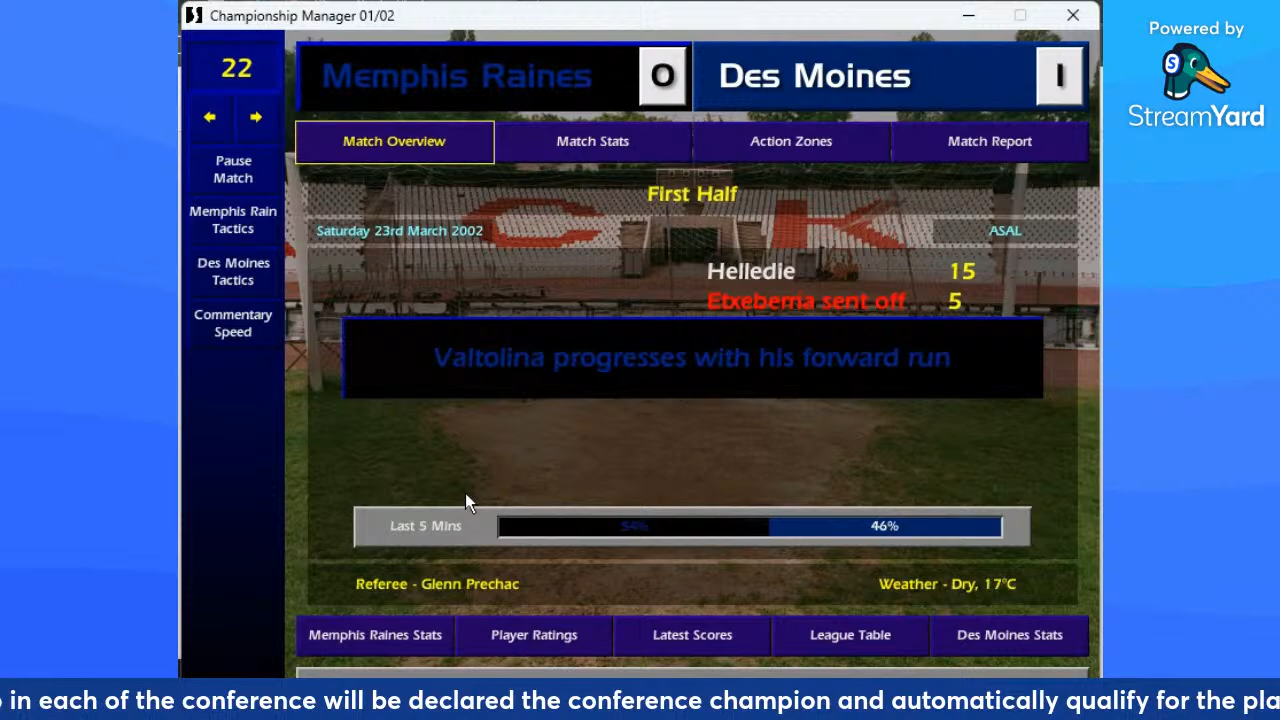 Championship Manager 01/02
Powered by
StreamYard
22
Memphis Raines 0
Des Moines 1
Match Overview
Match Stats
Action Zones
Match Report
Pause
Match
Memphis Rain
Tactics
Des Moines
Tactics
Commentary
Speed
First Half
Saturday 23rd March 2002
ASAL
Helledie 15
Etxeberria sent off 5
Valtolina progresses with his forward run
Last 5 Mins 54% 46%
Referee - Glenn Prechac
Weather - Dry, 17°C
Memphis Raines Stats
Player Ratings
Latest Scores
League Table
Des Moines Stats
in each of the conference will be declared the conference champion and automatically qualify for the pla